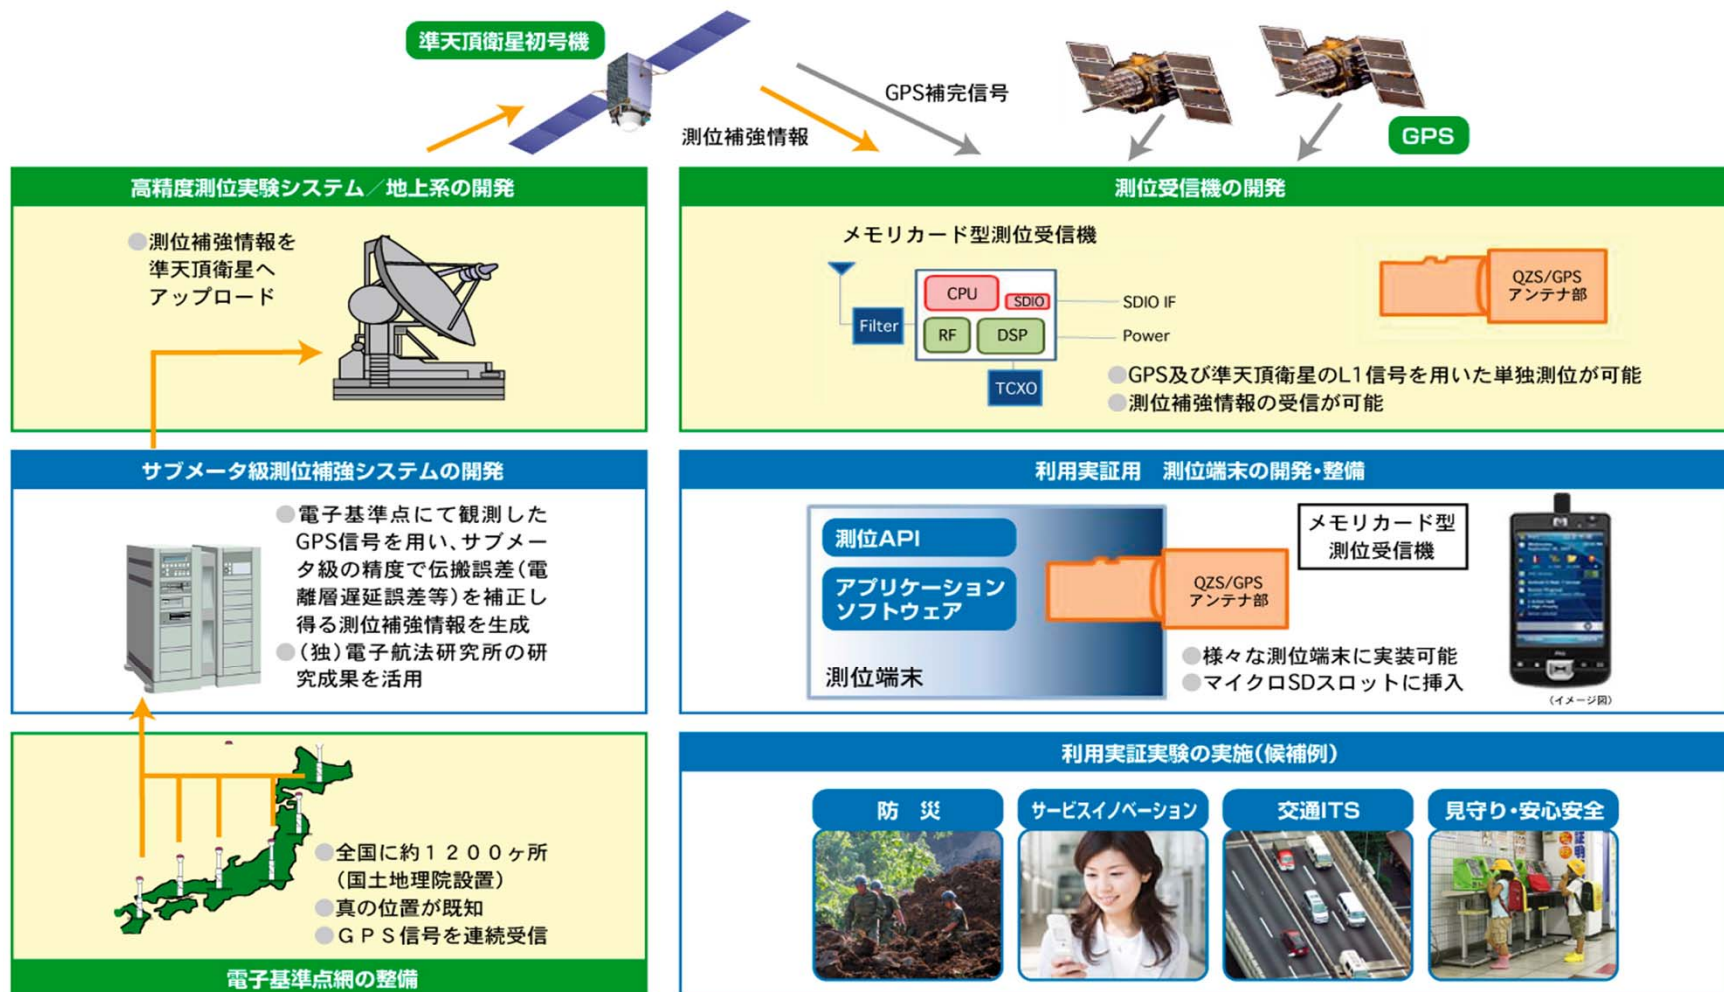 準天頂衛星初号機
GPS補完信号
測位補強情報
GPS
高精度測位実験システム／地上系の開発
●測位補強情報を
準天頂衛星へ
アップロード
測位受信機の開発
メモリカード型測位受信機
CPU
SDIO
SDIO IF
Filter
RF
DSP
Power
TCXO
QZS/GPS
アンテナ部
●GPS及び準天頂衛星のL1信号を用いた単独測位が可能
●測位補強情報の受信が可能
サブメータ級測位補強システムの開発
●電子基準点にて観測した
GPS信号を用い、サブメー
タ級の精度で伝搬誤差（電
離層遅延誤差等）を補正し
得る測位補強情報を生成
●（独）電子航法研究所の研
究成果を活用
利用実証用　測位端末の開発・整備
測位API
アプリケーション
ソフトウェア
測位端末
QZS/GPS
アンテナ部
メモリカード型
測位受信機
●様々な測位端末に実装可能
●マイクロSDスロットに挿入
（イメージ図）
●全国に約１２００ヶ所
（国土地理院設置）
●真の位置が既知
●ＧＰＳ信号を連続受信
電子基準点網の整備
利用実証実験の実施（候補例）
防　災
サービスイノベーション
交通ITS
見守り・安心安全